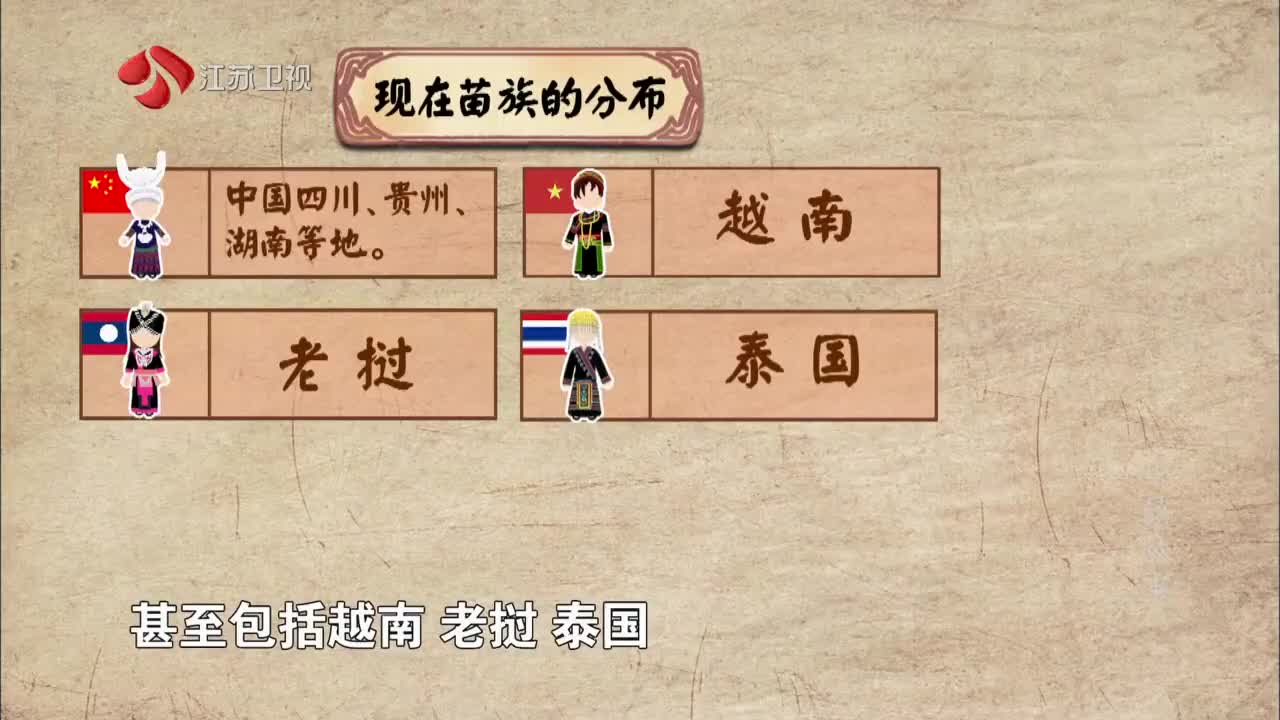 江苏卫视
现在苗族的分布
中国四川、贵州、
湖南等地。
越南
老挝
泰国
甚至包括越南 老挝 泰国